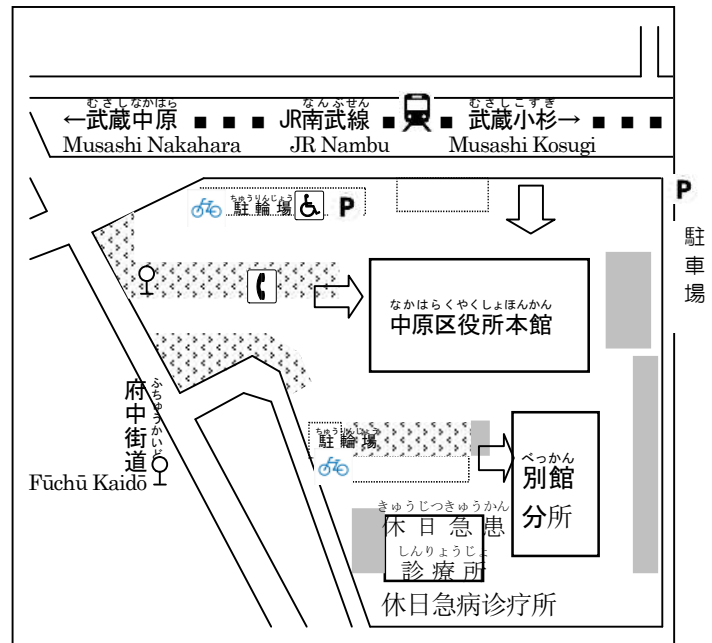 むさしなかはら なんぶせん むさしこすぎ
←武蔵中原 JR南武線 武蔵小杉→
Musashi Nakahara JR Nambu Musashi Kosugi
ちゅうりんじょう
駐輪場 P
P
駐車場
なかはらくやくしょほんかん
中原区役所本館
ふちゅうかいどう
府中街道
Fūchū Kaidō
ちゅうりんじょう
駐輪場
べっかん
別館
分所
きゅうじつきゅうかん
休日急患
しんりょうじょ
診療所
休日急病诊疗所